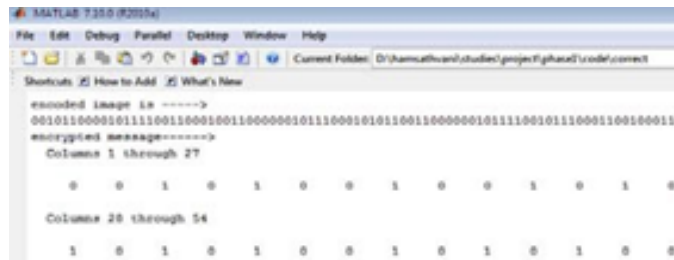 MATLAB 7.10.0 (R2010a)
File Edit Debug Parallel Desktop Window Help
Current Folder: D:\hamsathvani\studies\project\phase2\code\correct
Shortcuts How to Add What's New
encoded image is ----->
encrypted message------>
Columns 1 through 27
0 0 1 0 1 0 0 1 0 0 1 0 1 0
Columns 28 through 54
1 0 1 0 1 0 0 1 0 1 0 1 0 0